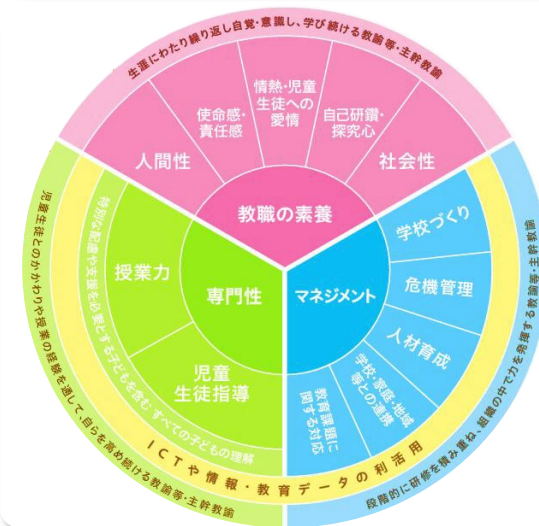 生涯にわたり繰り返し自覚・意識し、学び続ける教諭等・主幹教諭
人間性
使命感・
責任感
情熱・児童
生徒への
愛情
自己研鑽・
探究心
社会性
教職の素養
専門性
マネジメント
授業力
児童
生徒指導
特別な配慮や支援を必要とする子どもを含む すべての子どもの理解
学校づくり
危機管理
人材育成
学校・家庭・地域
等との連携
教育課題に
関する対応
ICTや情報・教育データの利活用
児童生徒とのかかわりや授業の経験を通して、自らを高め続ける教諭等・主幹教諭
段階的に研修を積み重ね、組織の中で力を発揮する教諭等・主幹教諭